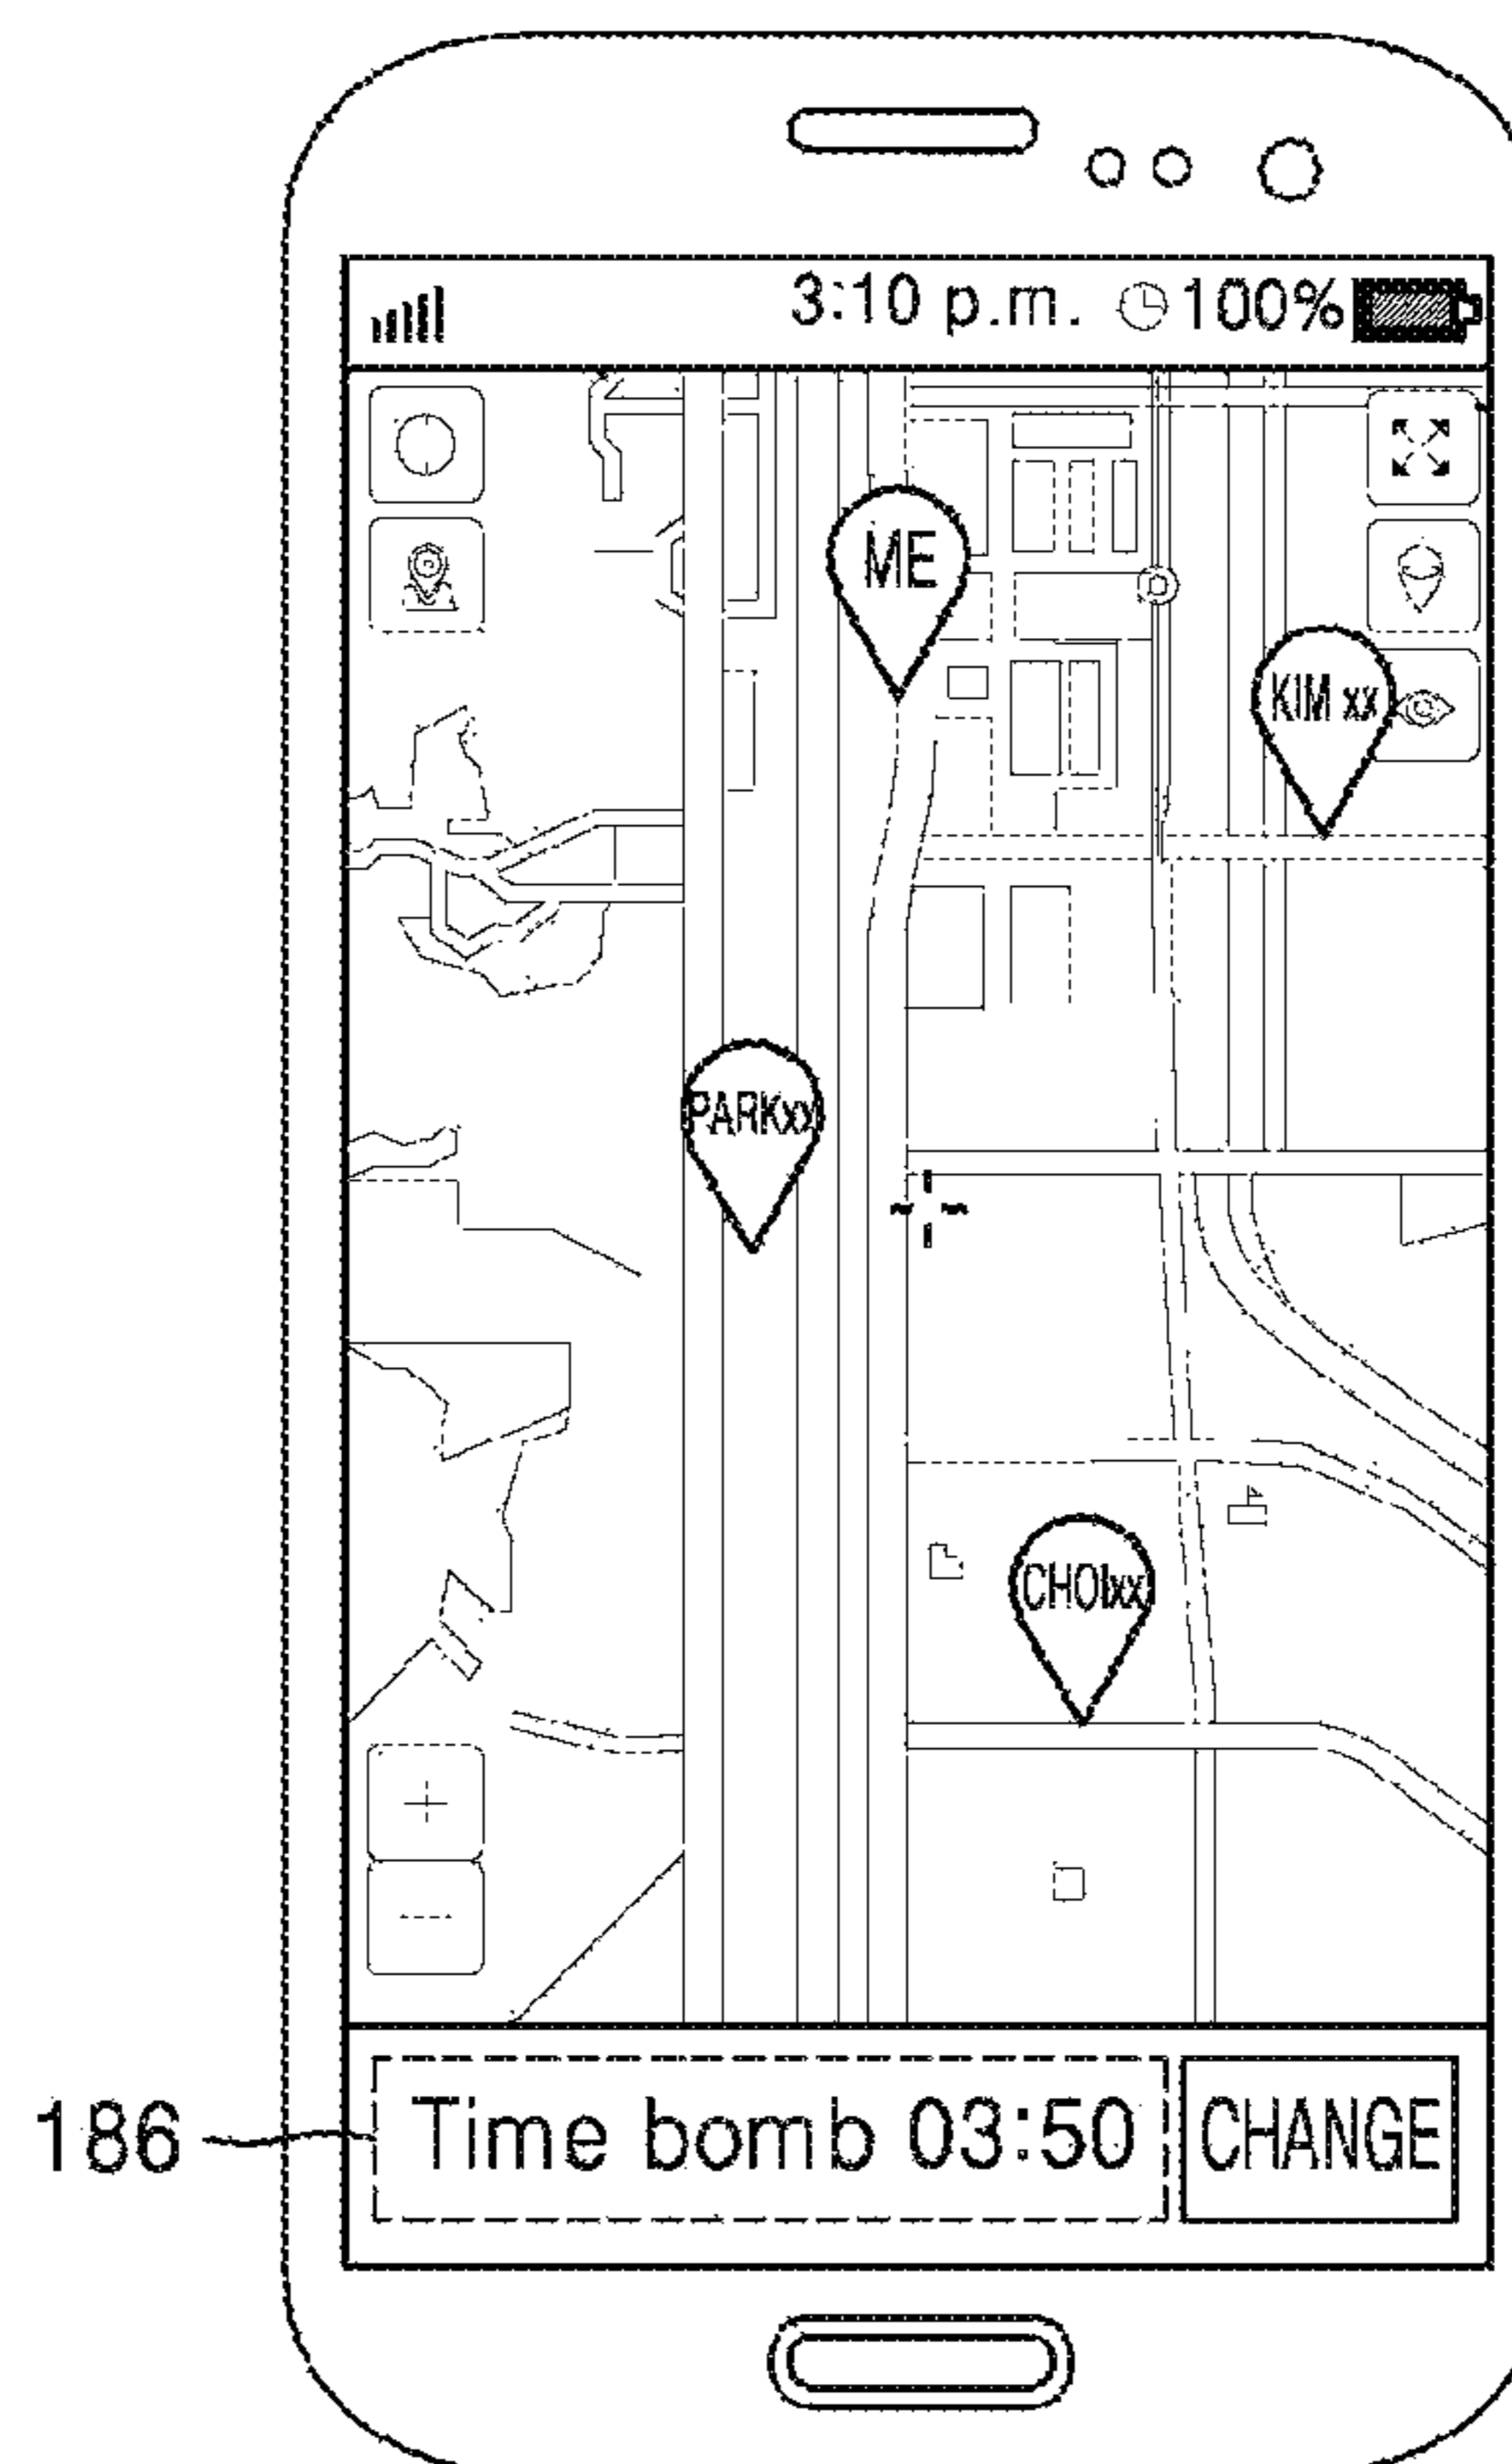 3:10 p.m. 100%
ME
KIM xx
PARKxx
CHOIxx
186
Time bomb 03:50
CHANGE